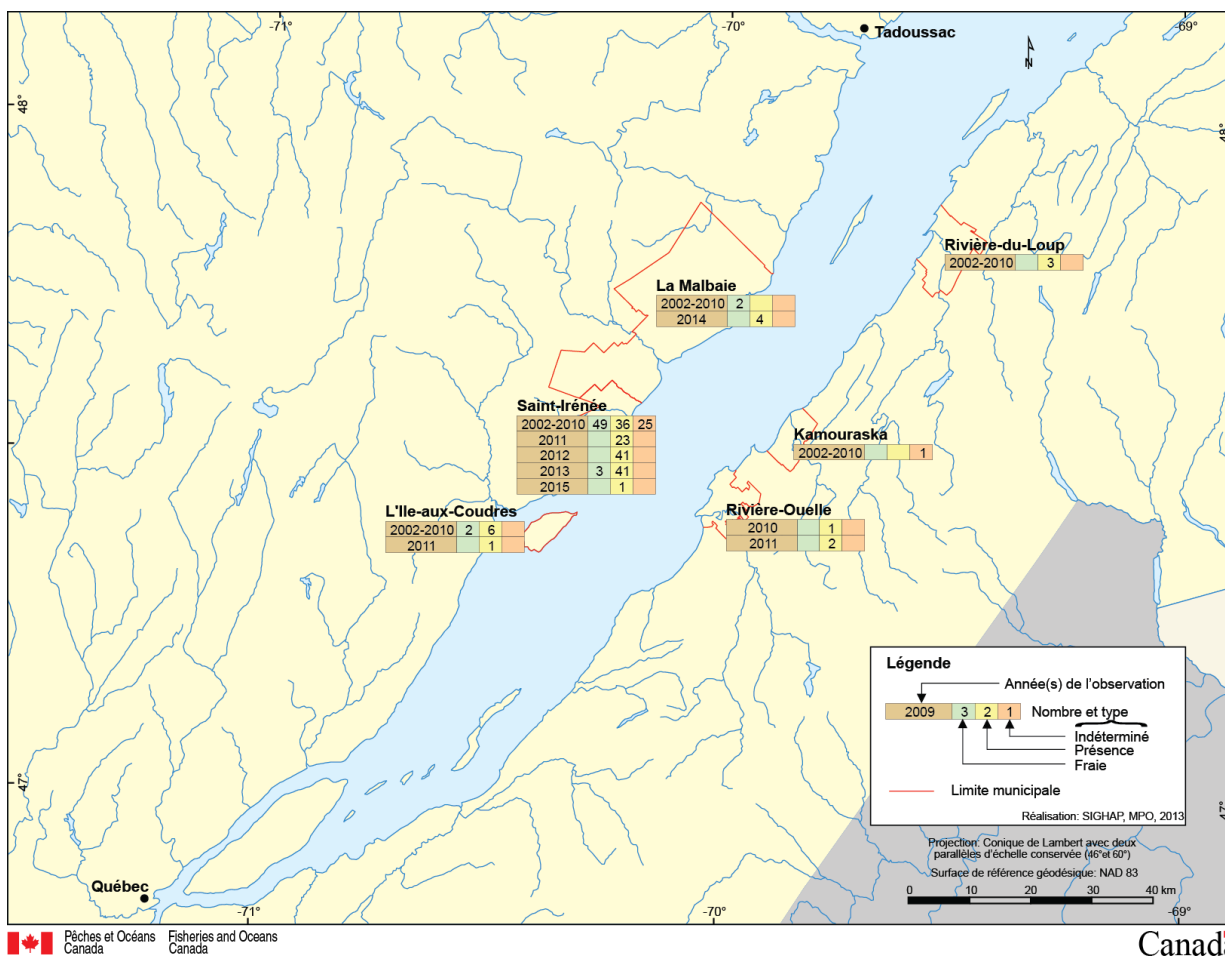 -71°
-70°
-69°
Tadoussac
N
48°
48°
Rivière-du-Loup
2002-2010 3
La Malbaie
2002-2010 2
2014 4
Saint-Irénée
2002-2010 49 36 25
2011 23
2012 41
2013 3 41
2015 1
Kamouraska
2002-2010 1
L'Ile-aux-Coudres
2002-2010 2 6
2011 1
Rivière-Ouelle
2010 1
2011 2
Légende
Année(s) de l'observation
2009 3 2 1 Nombre et type
Indéterminé
Présence
Fraie
Limite municipale
Réalisation: SIGHAP, MPO, 2013
47°
47°
Projection: Conique de Lambert avec deux
parallèles d'échelle conservée (46°et 60°)
Surface de référence géodésique: NAD 83
0 10 20 30 40 km
Québec
-71°
-70°
-69°
Pêches et Océans Canada
Fisheries and Oceans Canada
Canada